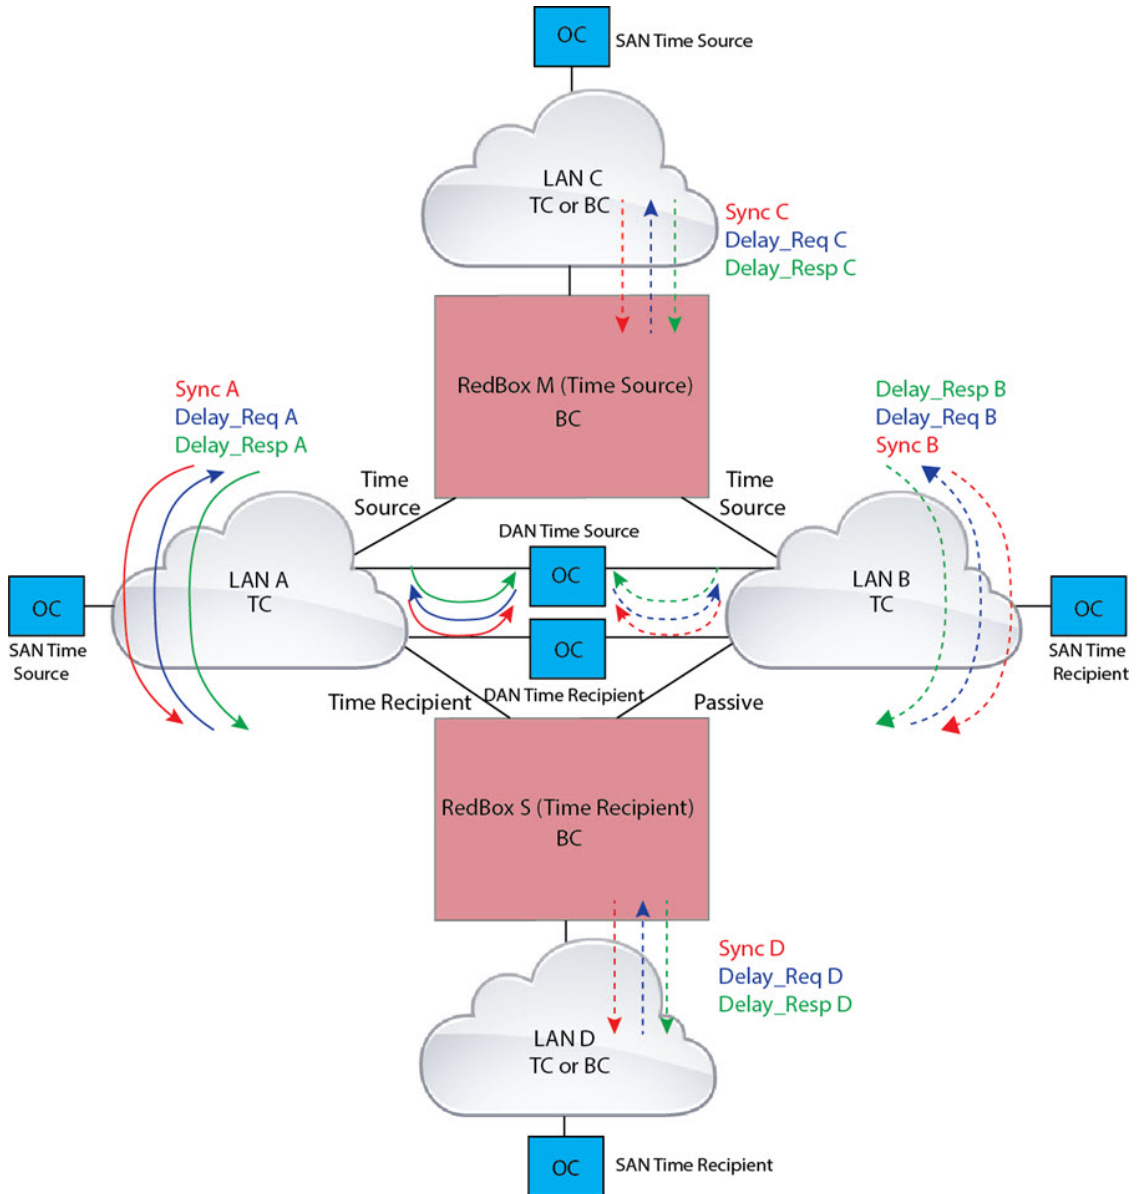 OC
SAN Time Source
LAN C
TC or BC
Sync C
Delay_Req C
Delay_Resp C
RedBox M (Time Source)
BC
Sync A
Delay_Req A
Delay_Resp A
Delay_Resp B
Delay_Req B
Sync B
Time
Source
Time
Source
DAN Time Source
OC
LAN A
TC
LAN B
TC
OC
SAN Time
Source
OC
SAN Time
Recipient
OC
DAN Time Recipient
Time Recipient
Passive
RedBox S (Time Recipient)
BC
Sync D
Delay_Req D
Delay_Resp D
LAN D
TC or BC
OC
SAN Time Recipient